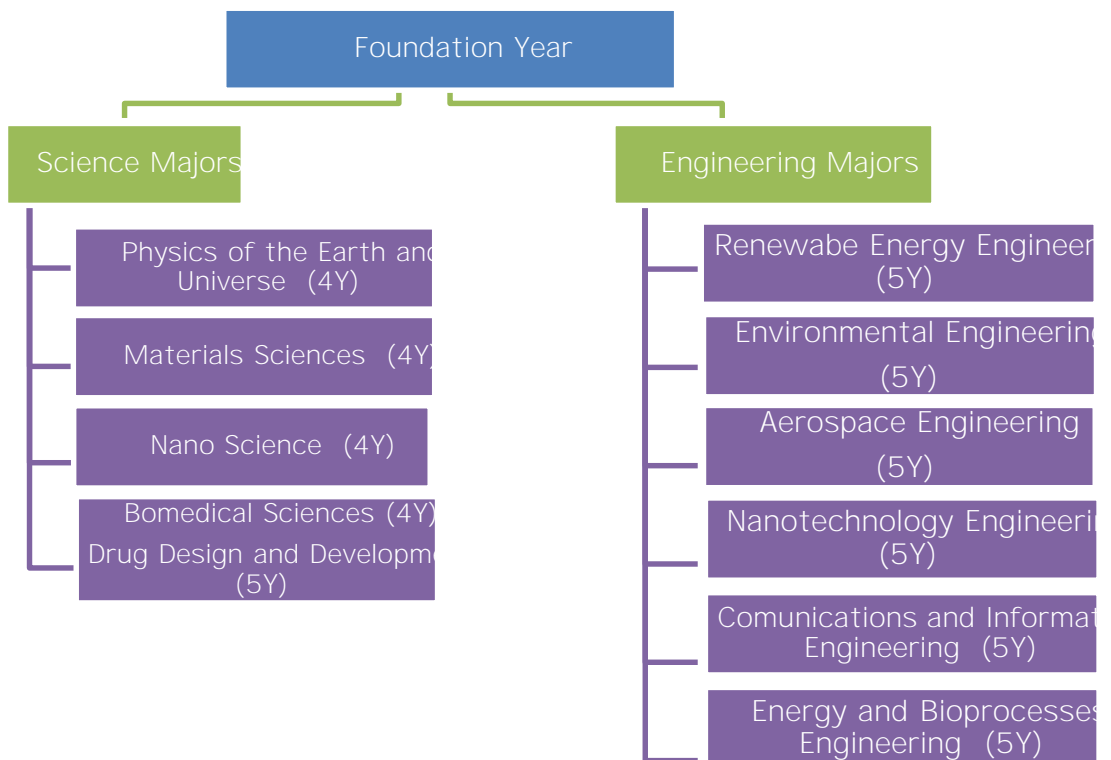 Foundation Year
Science Majors
Physics of the Earth and
Universe (4Y)
Materials Sciences (4Y)
Nano Science (4Y)
Bomedical Sciences (4Y)
Drug Design and Developme
(5Y)
Engineering Majors
Renewabe Energy Engineer
(5Y)
Environmental Engineering
(5Y)
Aerospace Engineering
(5Y)
Nanotechnology Engineerin
(5Y)
Comunications and Informat
Engineering (5Y)
Energy and Bioprocesses
Engineering (5Y)